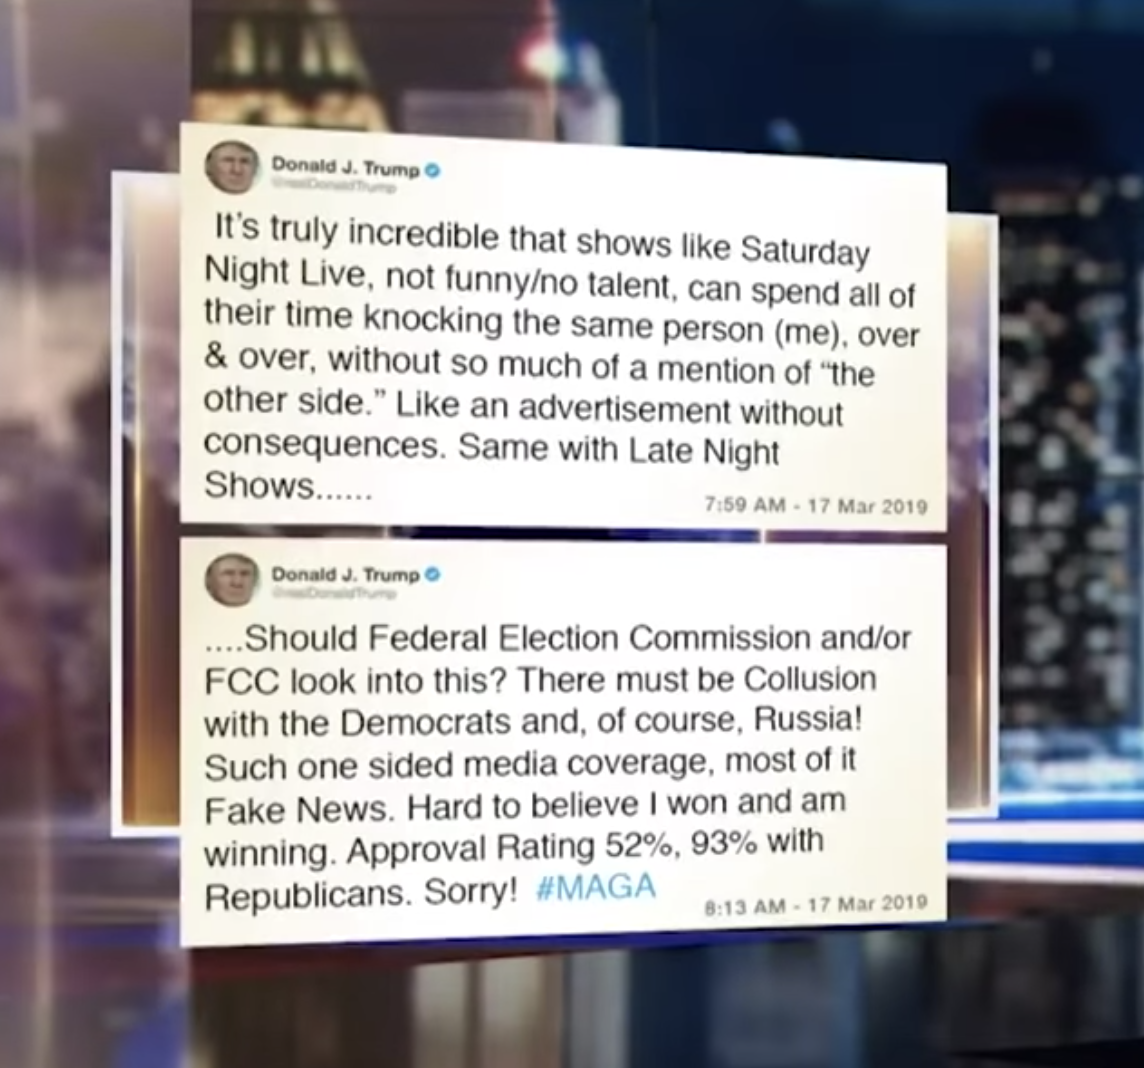 Donald J. Trump
@realDonaldTrump
It's truly incredible that shows like Saturday
Night Live, not funny/no talent, can spend all of
their time knocking the same person (me), over
& over, without so much of a mention of “the
other side.” Like an advertisement without
consequences. Same with Late Night
Shows......
7:59 AM - 17 Mar 2019
Donald J. Trump
@realDonaldTrump
....Should Federal Election Commission and/or
FCC look into this? There must be Collusion
with the Democrats and, of course, Russia!
Such one sided media coverage, most of it
Fake News. Hard to believe I won and am
winning. Approval Rating 52%, 93% with
Republicans. Sorry! #MAGA
8:13 AM - 17 Mar 2019